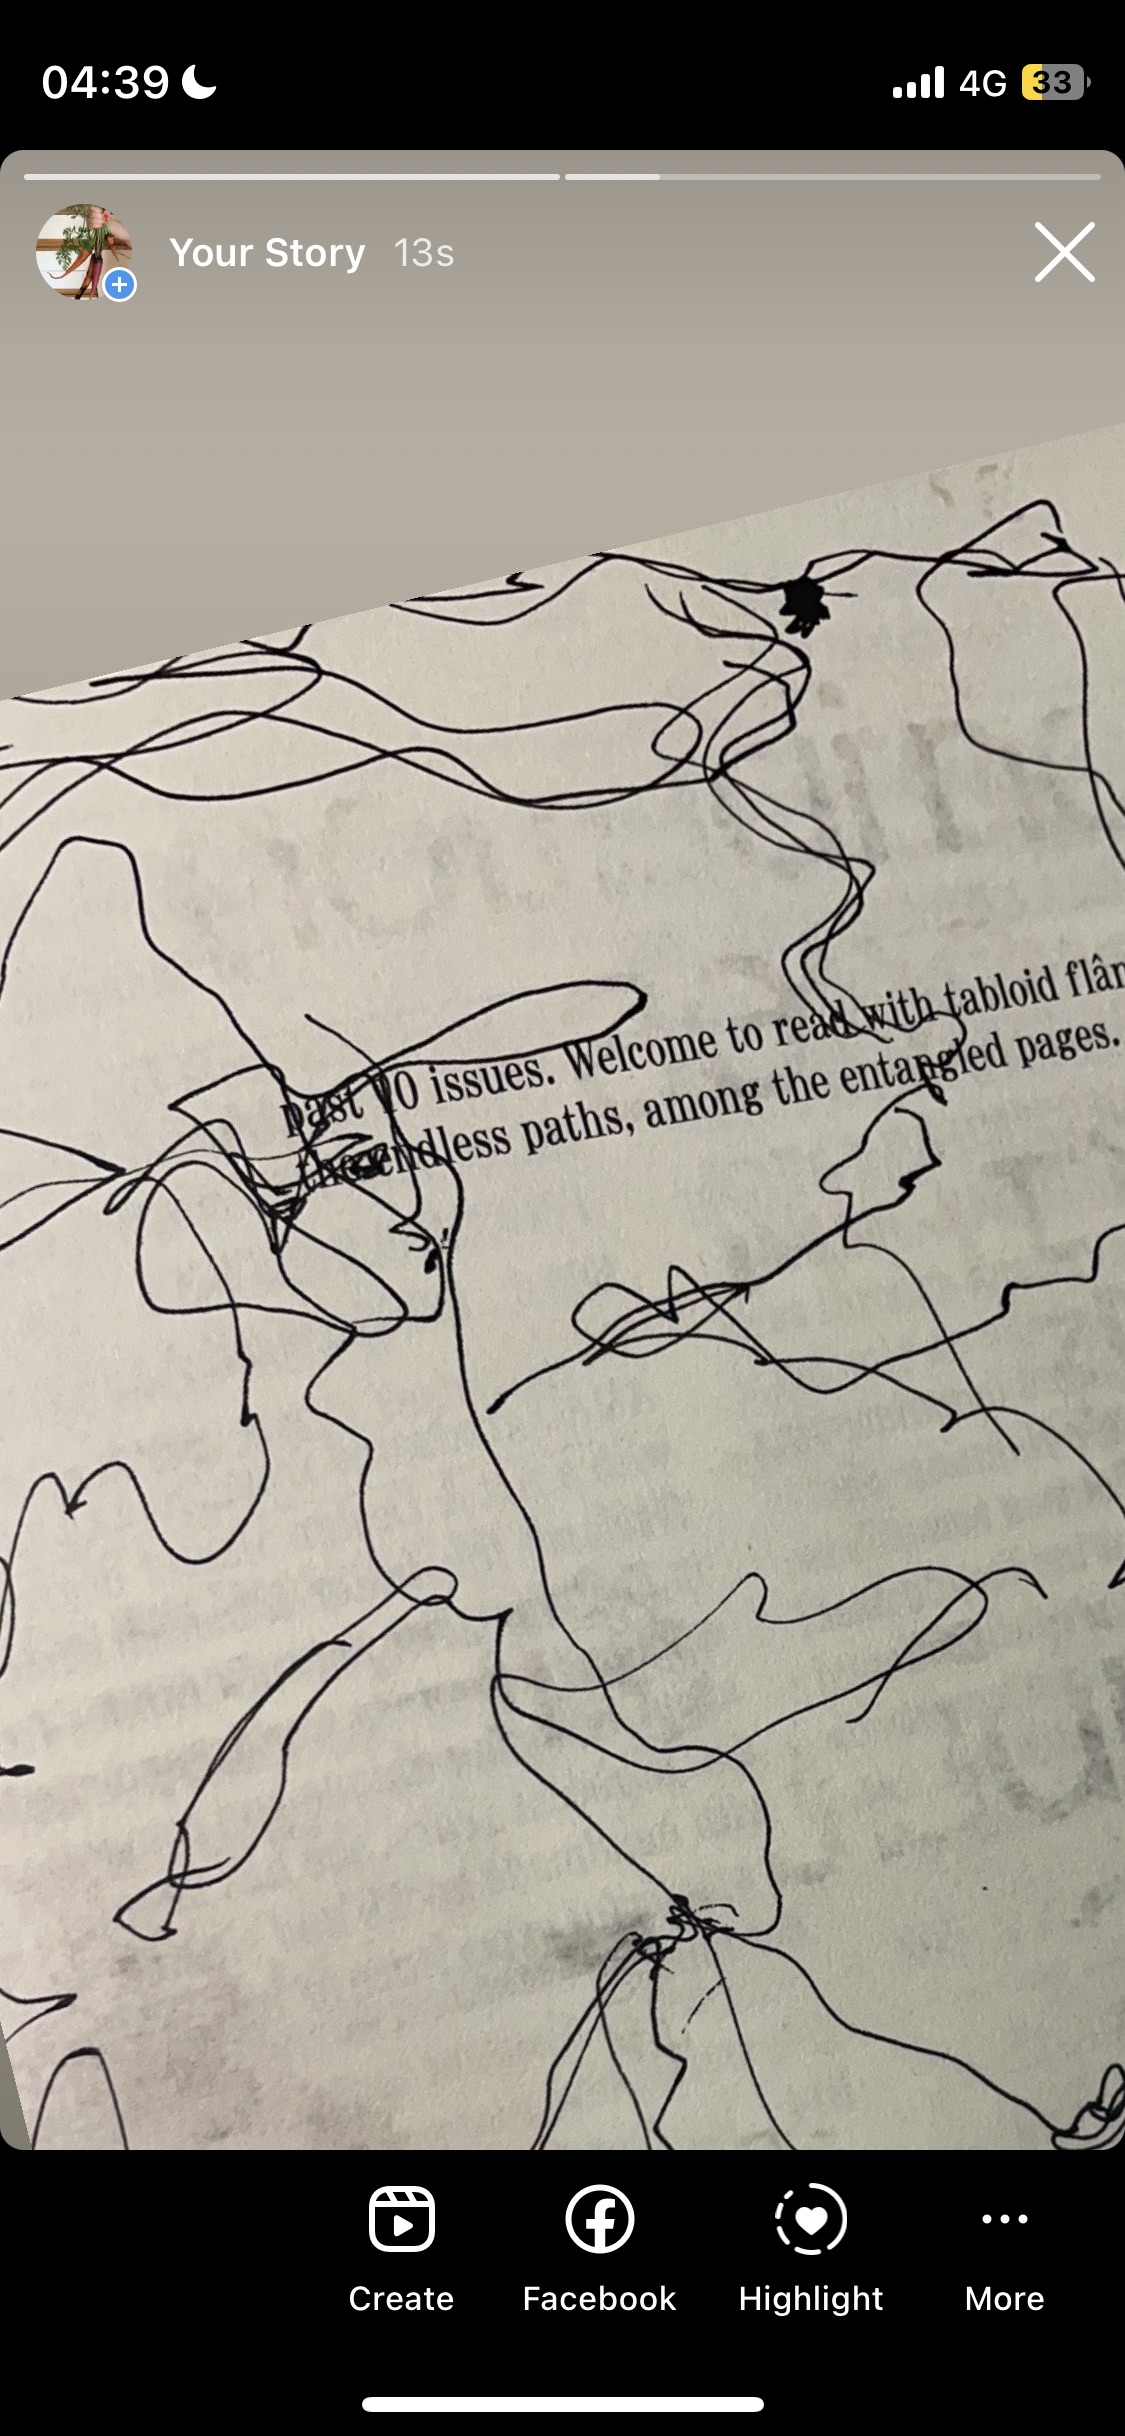 04:39
4G 33
Your Story 13s
past 10 issues. Welcome to read with tabloid flân
the endless paths, among the entangled pages.
Create Facebook Highlight More